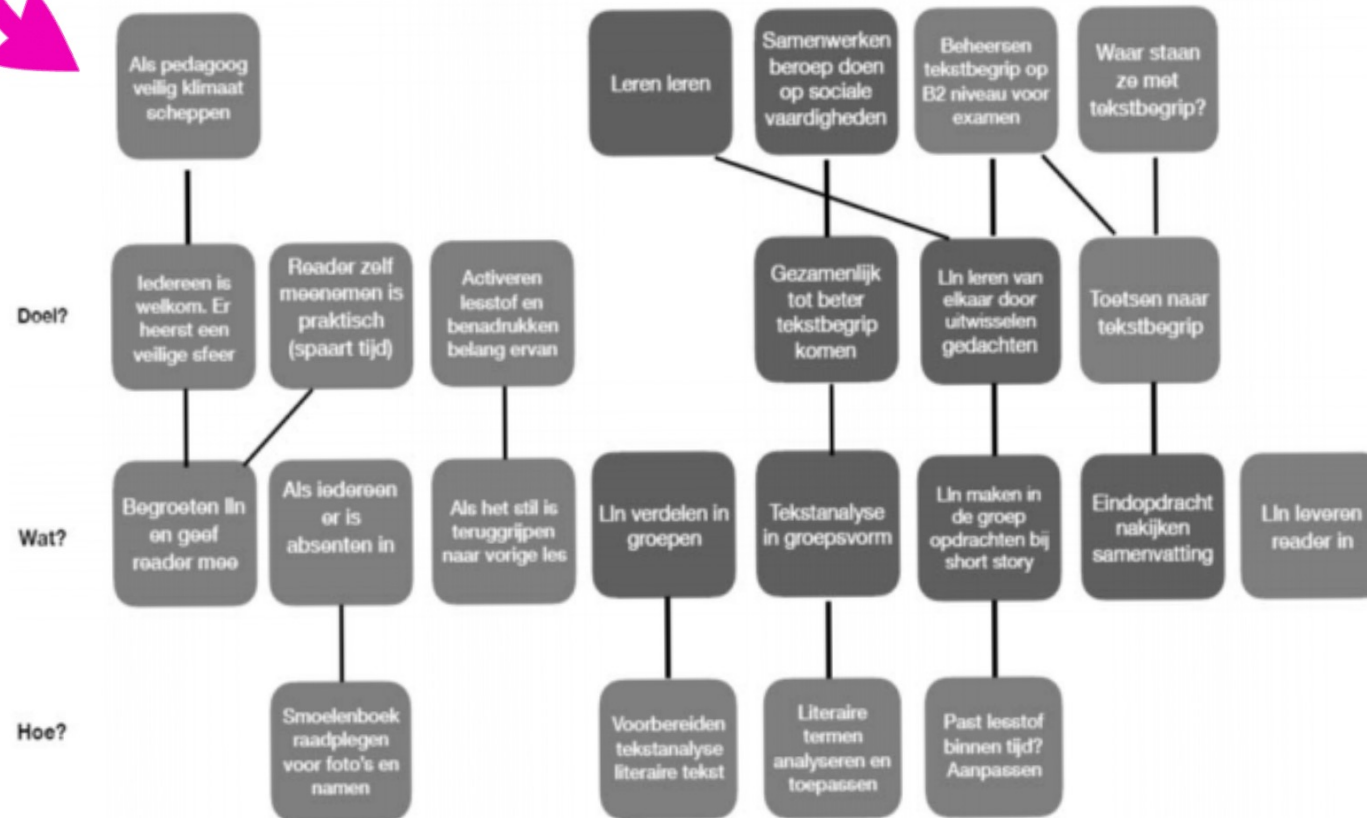 Als pedagoog
veilig klimaat
scheppen
Leren leren
Samenwerken
beroep doen
op sociale
vaardigheden
Beheersen
tekstbegrip op
B2 niveau voor
examen
Waar staan
ze met
tekstbegrip?
Doel?
Iedereen is
welkom. Er
heerst een
veilige sfeer
Reader zelf
meenemen is
praktisch
(spaart tijd)
Activeren
lesstof en
benadrukken
belang ervan
Gezamenlijk
tot beter
tekstbegrip
komen
Lln leren van
elkaar door
uitwisselen
gedachten
Toetsen naar
tekstbegrip
Wat?
Begroeten lln
en geef
reader mee
Als iedereen
er is
absenten in
Als het stil is
teruggrijpen
naar vorige les
Lln verdelen in
groepen
Tekstanalyse
in groepsvorm
Lln maken in
de groep
opdrachten bij
short story
Eindopdracht
nakijken
samenvatting
Lln leveren
reader in
Hoe?
Smoelenboek
raadplegen
voor foto's en
namen
Voorbereiden
tekstanalyse
literaire tekst
Literaire
termen
analyseren en
toepassen
Past lesstof
binnen tijd?
Aanpassen